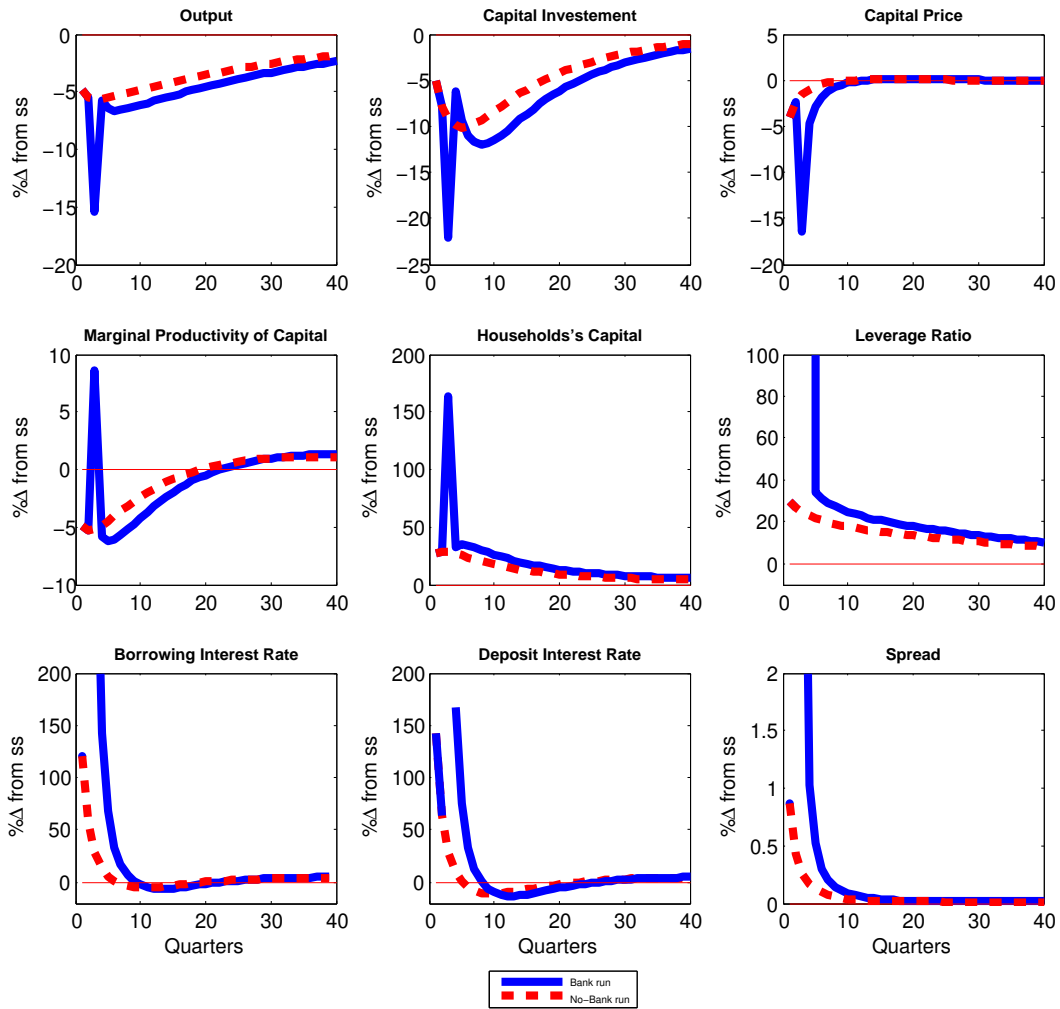 Output
Capital Investement
Capital Price
%Δ from ss
0
−5
−10
−15
−20
0 10 20 30 40
%Δ from ss
0
−5
−10
−15
−20
−25
0 10 20 30 40
%Δ from ss
5
0
−5
−10
−15
−20
0 10 20 30 40
Marginal Productivity of Capital
Households's Capital
Leverage Ratio
%Δ from ss
10
5
0
−5
−10
0 10 20 30 40
%Δ from ss
200
150
100
50
0
0 10 20 30 40
%Δ from ss
100
80
60
40
20
0
0 10 20 30 40
Borrowing Interest Rate
Deposit Interest Rate
Spread
%Δ from ss
200
150
100
50
0
0 10 20 30 40
Quarters
%Δ from ss
200
150
100
50
0
0 10 20 30 40
Quarters
%Δ from ss
2
1.5
1
0.5
0
0 10 20 30 40
Quarters
Bank run
No−Bank run